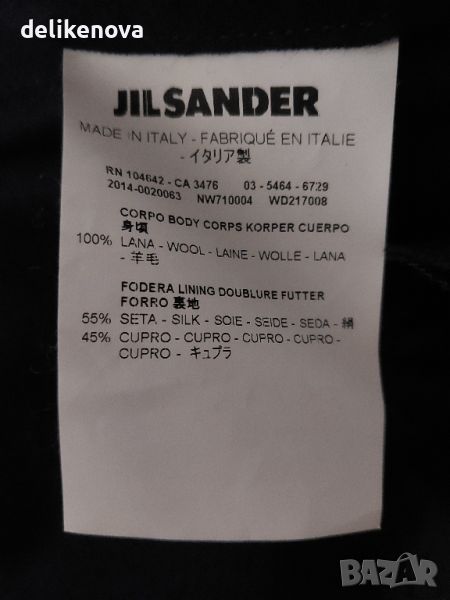 delikenova
JIL SANDER
MADE IN ITALY - FABRIQUÉ EN ITALIE
- イタリア製
RN 104642 - CA 3476 03 - 5464 - 6729
2014-0020063 NW710004 WD217008
CORPO BODY CORPS KORPER CUERPO
身頃
100% LANA - WOOL - LAINE - WOLLE - LANA
- 羊毛
FODERA LINING DOUBLURE FUTTER
FORRO 裏地
55% SETA - SILK - SOIE - SEIDE - SEDA - 絹
45% CUPRO - CUPRO - CUPRO - CUPRO -
CUPRO - キュプラ
BAZAR